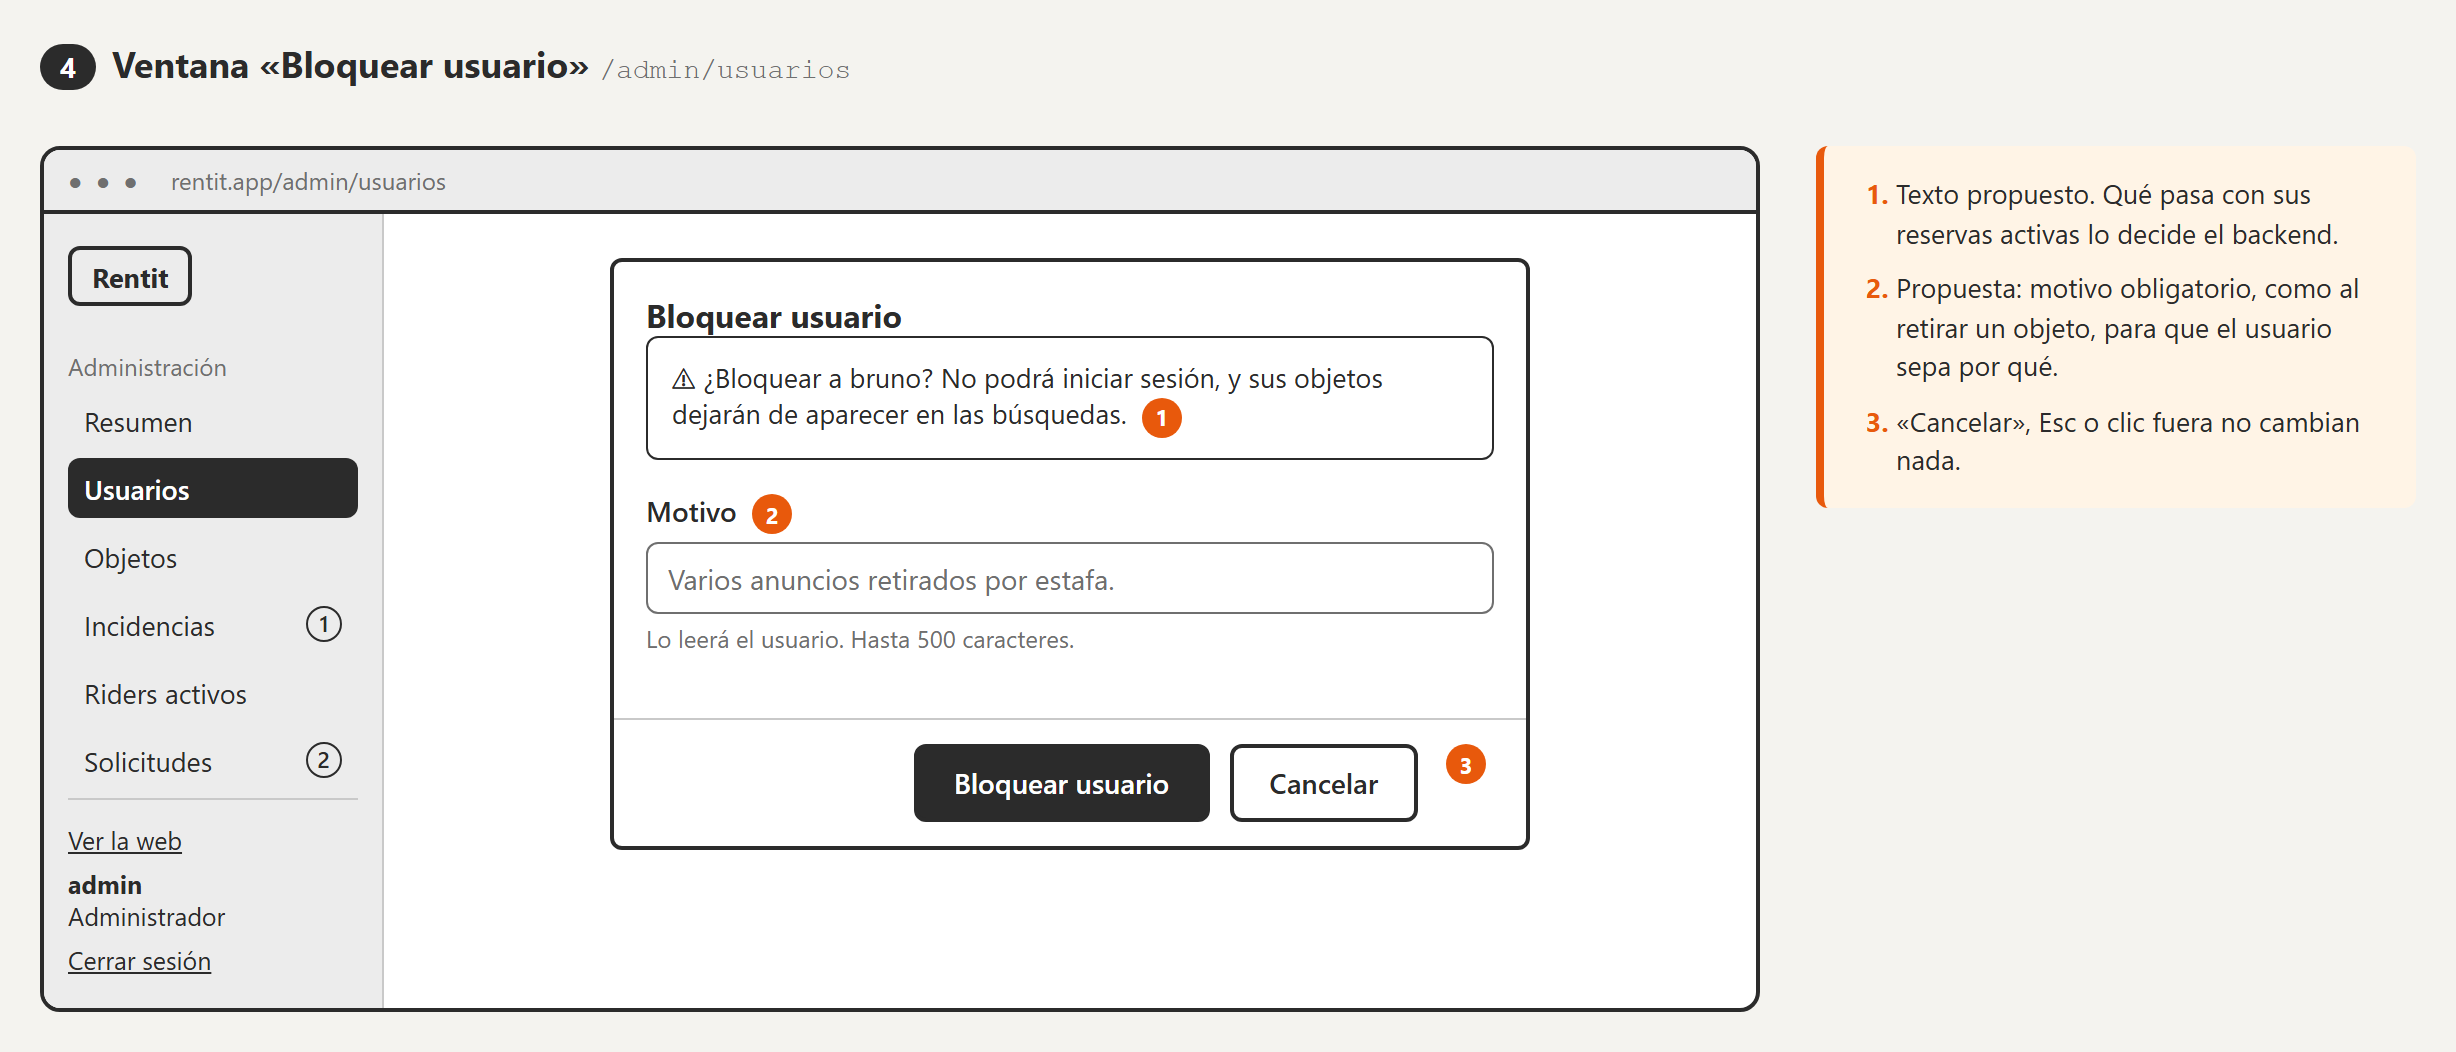 4 Ventana «Bloquear usuario» /admin/usuarios
rentit.app/admin/usuarios
Rentit
Administración
Resumen
Usuarios
Objetos
Incidencias 1
Riders activos
Solicitudes 2
Ver la web
admin
Administrador
Cerrar sesión
Bloquear usuario
⚠ ¿Bloquear a bruno? No podrá iniciar sesión, y sus objetos
dejarán de aparecer en las búsquedas. 1
Motivo 2
Varios anuncios retirados por estafa.
Lo leerá el usuario. Hasta 500 caracteres.
Bloquear usuario Cancelar 3
1. Texto propuesto. Qué pasa con sus
reservas activas lo decide el backend.
2. Propuesta: motivo obligatorio, como al
retirar un objeto, para que el usuario
sepa por qué.
3. «Cancelar», Esc o clic fuera no cambian
nada.